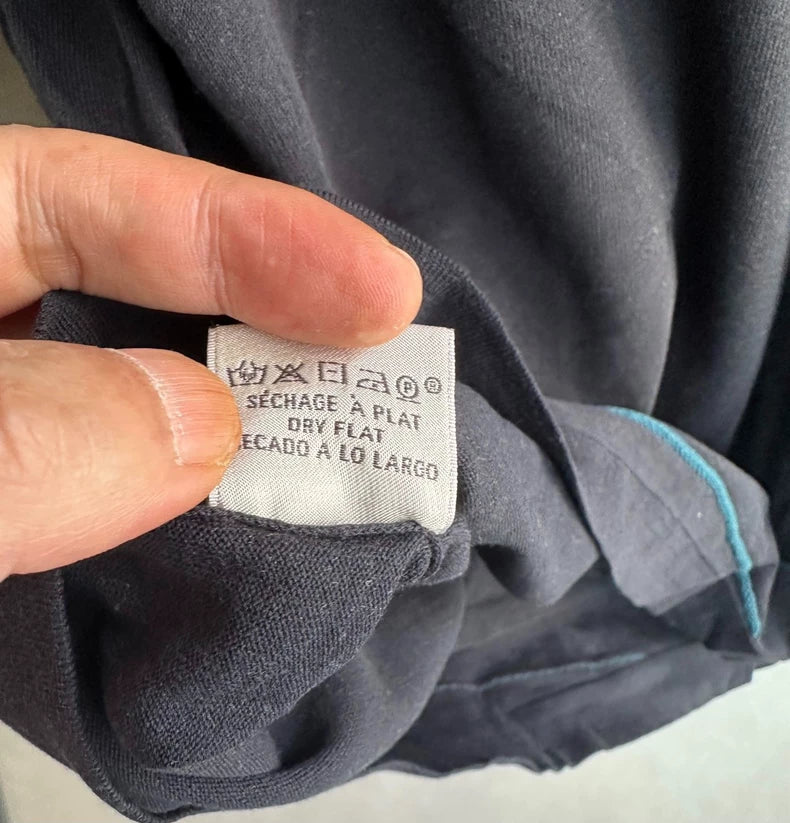 P
SÉCHAGE À PLAT
DRY FLAT
ECADO A LO LARGO